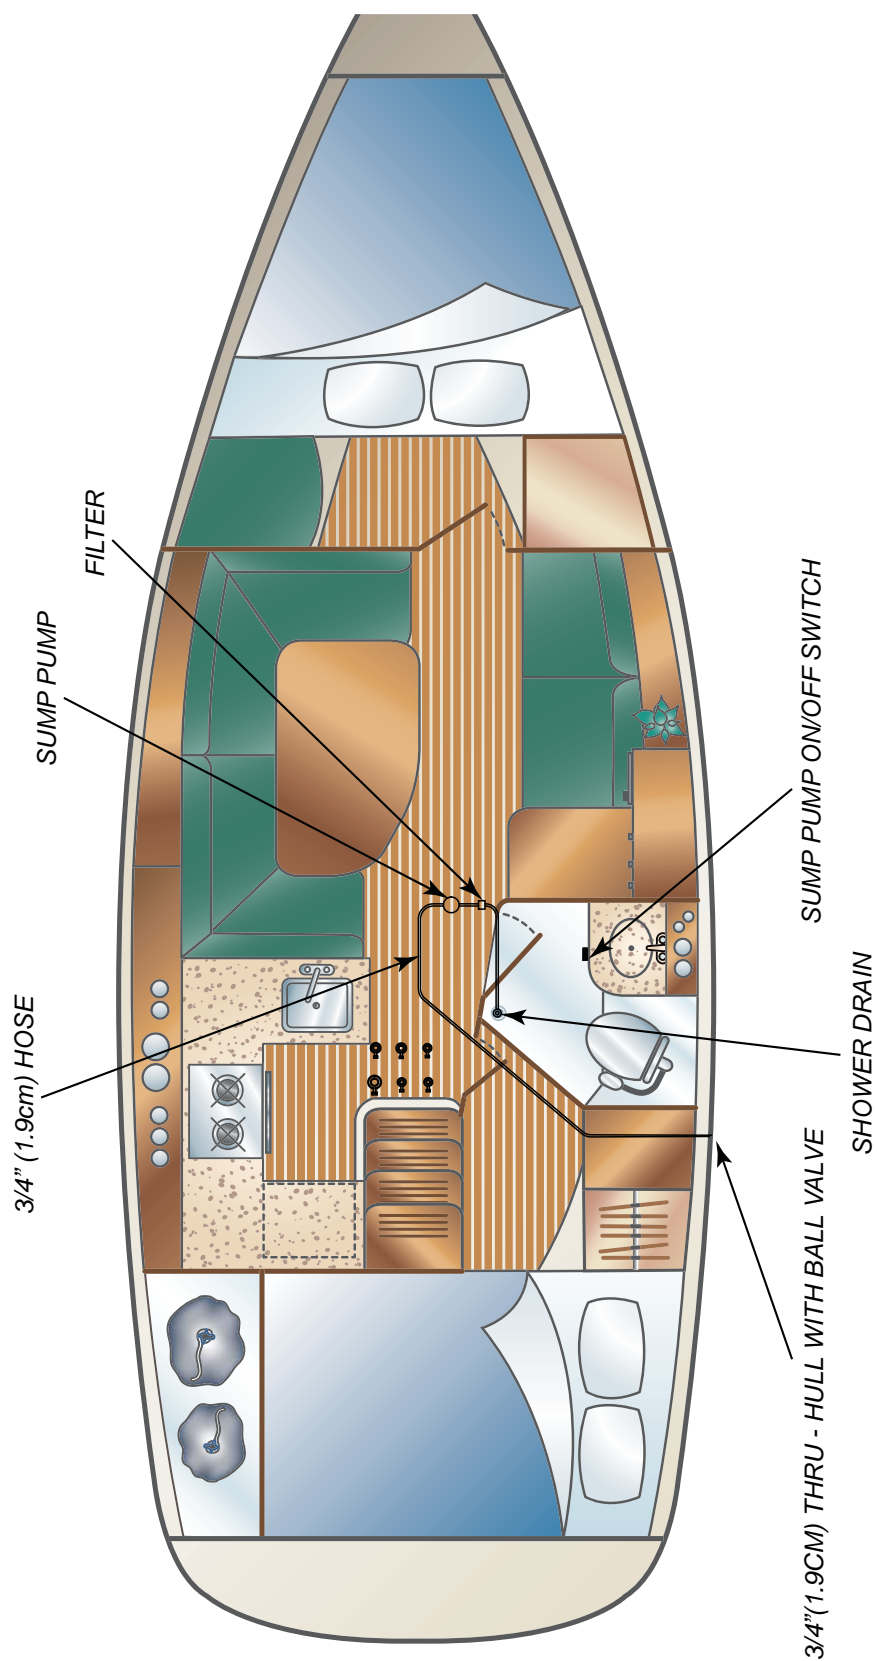 FILTER
SUMP PUMP
3/4” (1.9cm) HOSE
SUMP PUMP ON/OFF SWITCH
SHOWER DRAIN
3/4”(1.9CM) THRU - HULL WITH BALL VALVE